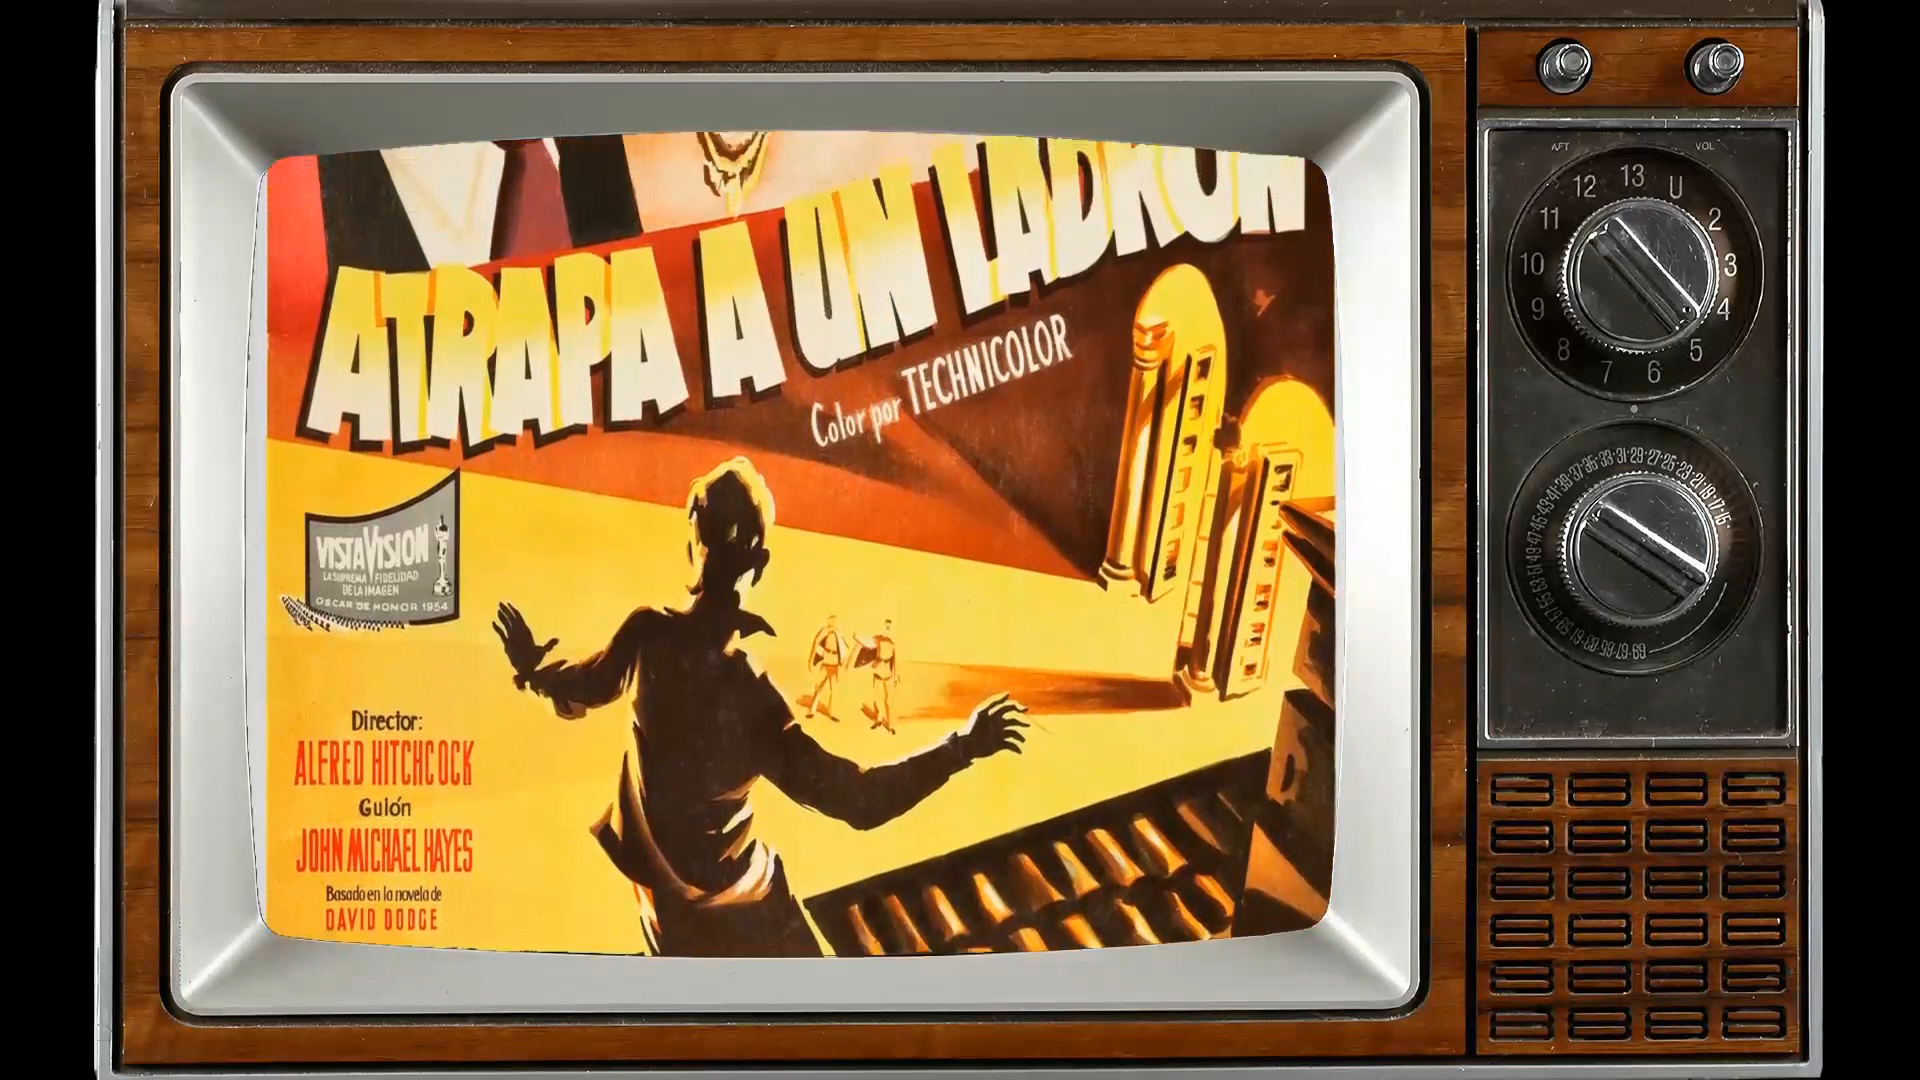 ATRAPA A UN LADRON
Color por TECHNICOLOR
VISTAVISION
LA SUPREMA FIDELIDAD
DE LA IMAGEN
OSCAR DE HONOR 1954
Director:
ALFRED HITCHCOCK
Guión
JOHN MICHAEL HAYES
Basado en la novela de
DAVID DODGE
AFT
VOL
13
U
2
3
4
5
6
7
8
9
10
11
12